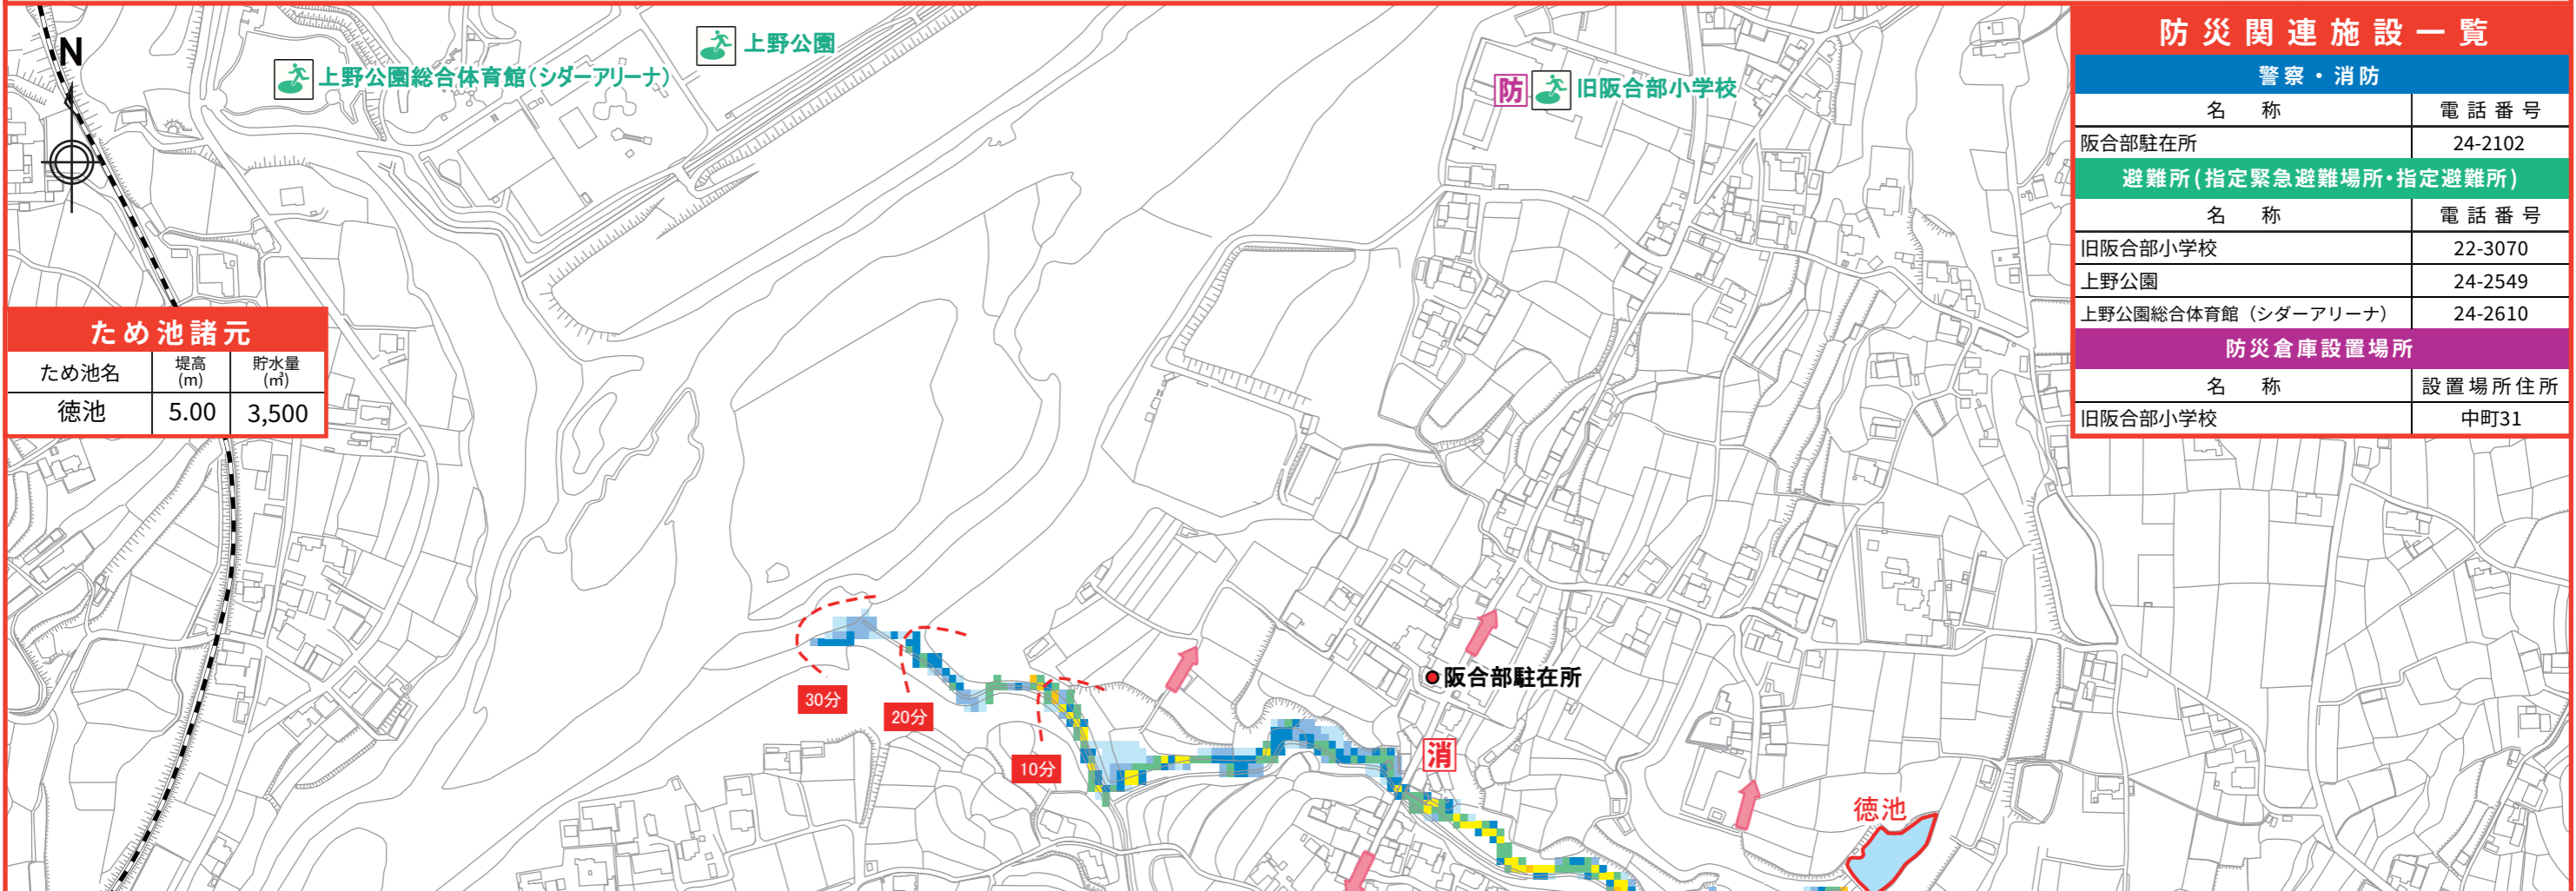 N
上野公園総合体育館(シダーアリーナ)
上野公園
防 旧阪合部小学校
防災関連施設一覧
警察・消防
名 称 電話番号
阪合部駐在所 24-2102
避難所(指定緊急避難場所・指定避難所)
名 称 電話番号
旧阪合部小学校 22-3070
上野公園 24-2549
上野公園総合体育館(シダーアリーナ) 24-2610
防災倉庫設置場所
名 称 設置場所住所
旧阪合部小学校 中町31
ため池諸元
ため池名 堤高(m) 貯水量(㎥)
徳池 5.00 3,500
30分
20分
10分
阪合部駐在所
消
徳池